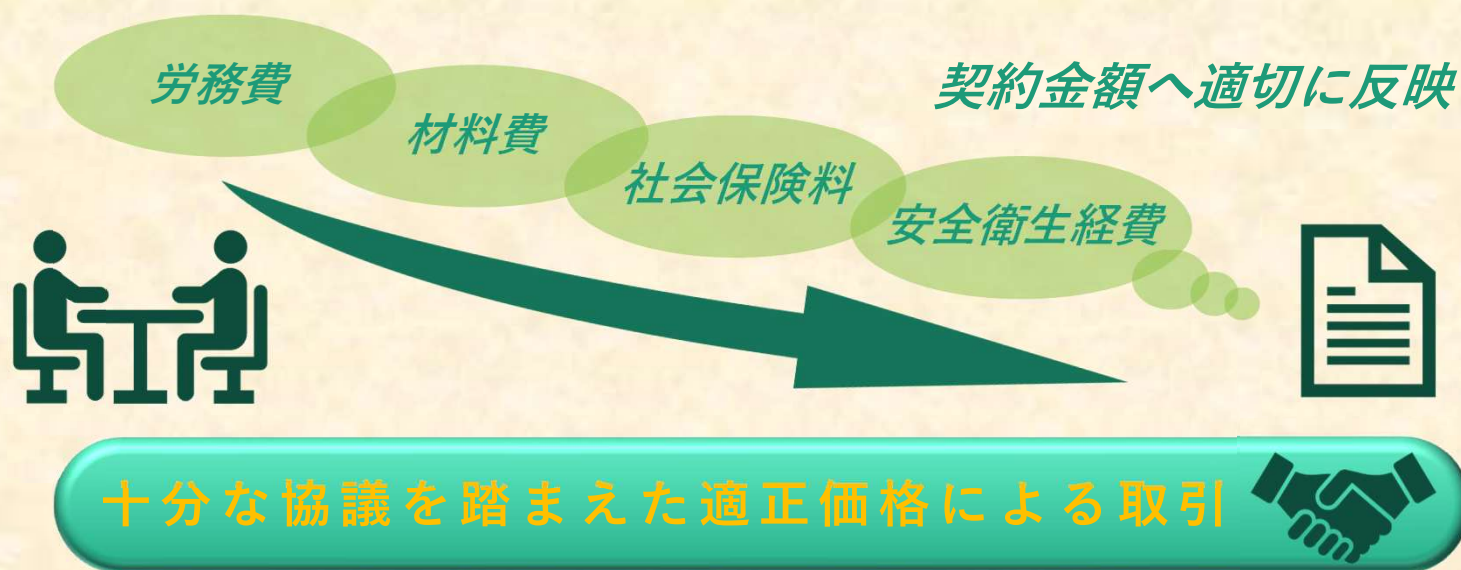 労務費
契約金額へ適切に反映
材料費
社会保険料
安全衛生経費
十分な協議を踏まえた適正価格による取引